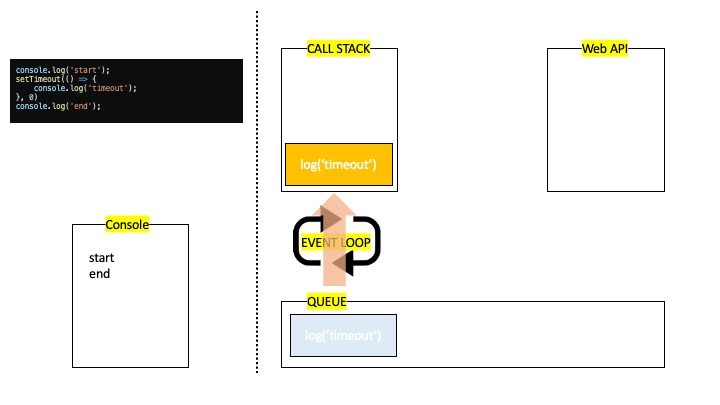 CALL STACK
Web API
console.log('start');
setTimeout(() => {
    console.log('timeout');
}, 0)
console.log('end');
log('timeout')
Console
start
end
EVENT LOOP
QUEUE
log('timeout')